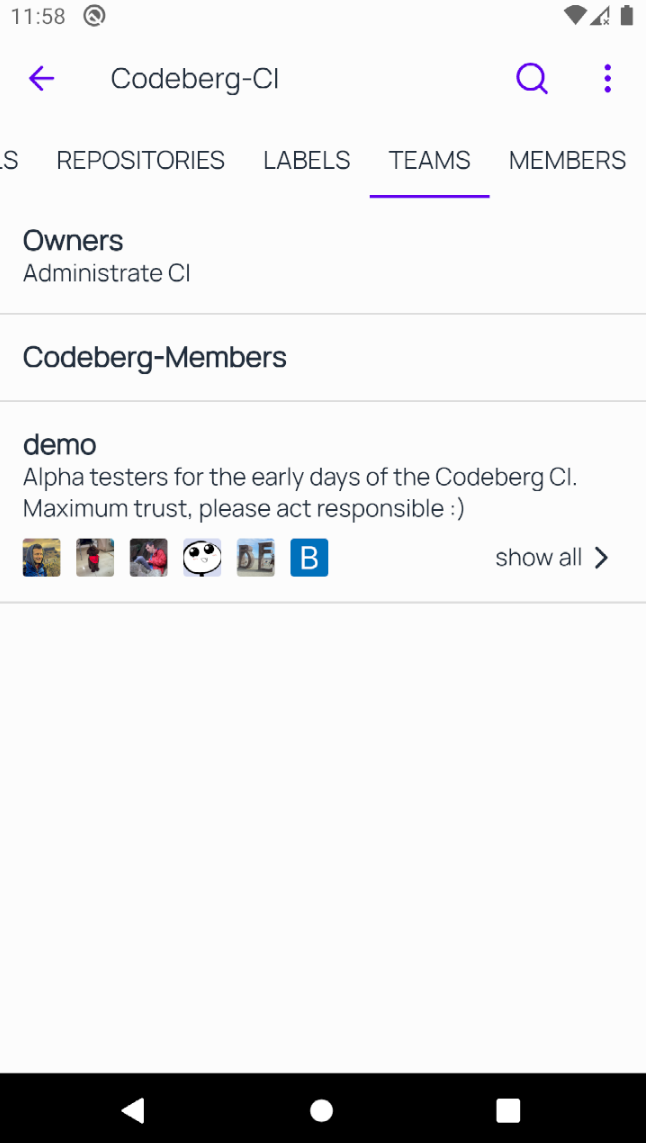 11:58
Codeberg-CI
LS REPOSITORIES LABELS TEAMS MEMBERS
Owners
Administrate CI
Codeberg-Members
demo
Alpha testers for the early days of the Codeberg CI.
Maximum trust, please act responsible :)
BE B show all